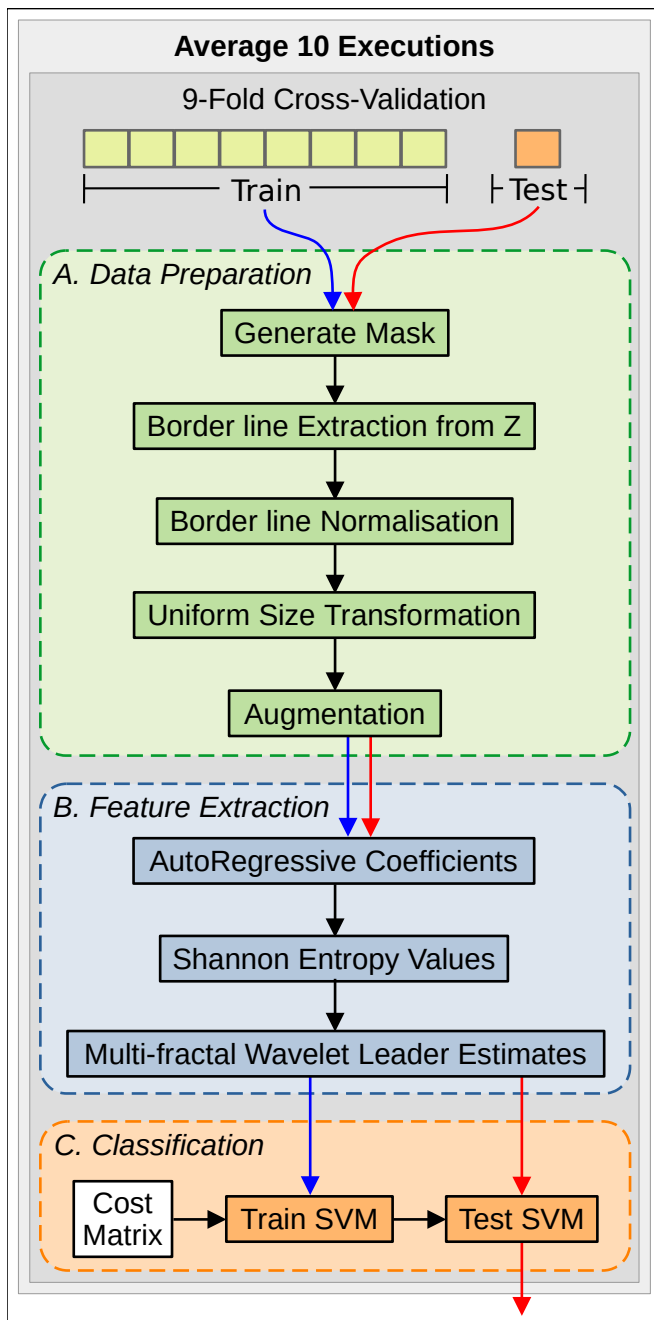 Average 10 Executions
9-Fold Cross-Validation
Train
Test
A. Data Preparation
Generate Mask
Border line Extraction from Z
Border line Normalisation
Uniform Size Transformation
Augmentation
B. Feature Extraction
AutoRegressive Coefficients
Shannon Entropy Values
Multi-fractal Wavelet Leader Estimates
C. Classification
Cost
Matrix
Train SVM
Test SVM